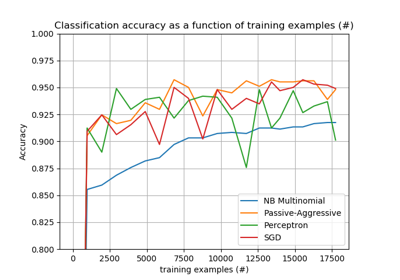 Classification accuracy as a function of training examples (#)
1.000
0.975
0.950
0.925
0.900
0.875
0.850
0.825
0.800
Accuracy
NB Multinomial
Passive-Aggressive
Perceptron
SGD
0 2500 5000 7500 10000 12500 15000 17500
training examples (#)